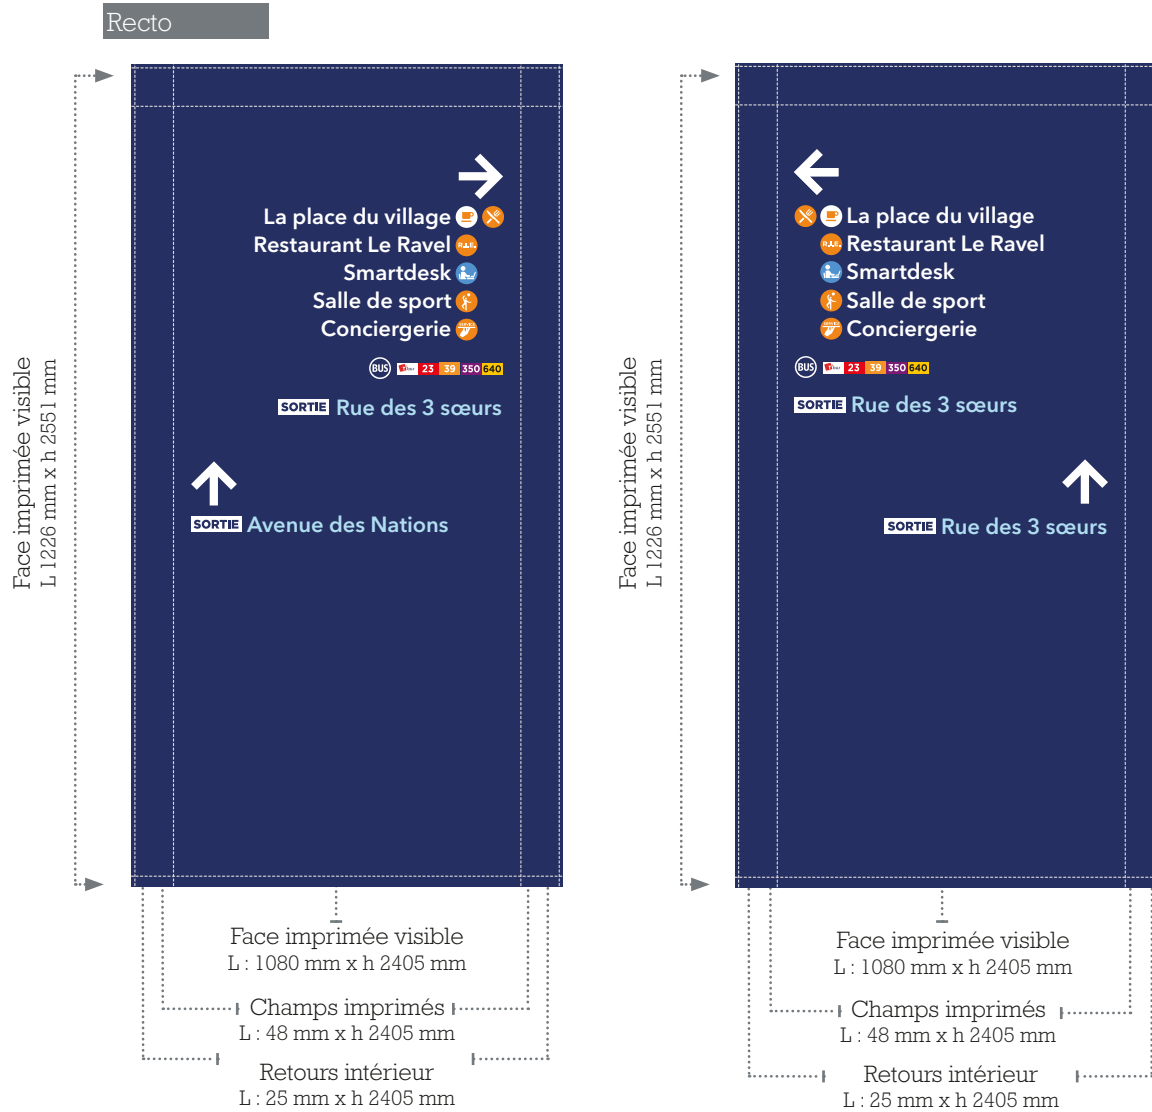 Recto
Face imprimée visible
L 1226 mm x h 2551 mm
La place du village
Restaurant Le Ravel R.I.E.
Smartdesk
Salle de sport
Conciergerie
BUS 23 39 350 640
SORTIE Rue des 3 sœurs
SORTIE Avenue des Nations
Face imprimée visible
L : 1080 mm x h 2405 mm
Champs imprimés
L : 48 mm x h 2405 mm
Retours intérieur
L : 25 mm x h 2405 mm
Face imprimée visible
L 1226 mm x h 2551 mm
La place du village
R.I.E. Restaurant Le Ravel
Smartdesk
Salle de sport
Conciergerie
BUS 23 39 350 640
SORTIE Rue des 3 sœurs
SORTIE Rue des 3 sœurs
Face imprimée visible
L : 1080 mm x h 2405 mm
Champs imprimés
L : 48 mm x h 2405 mm
Retours intérieur
L : 25 mm x h 2405 mm